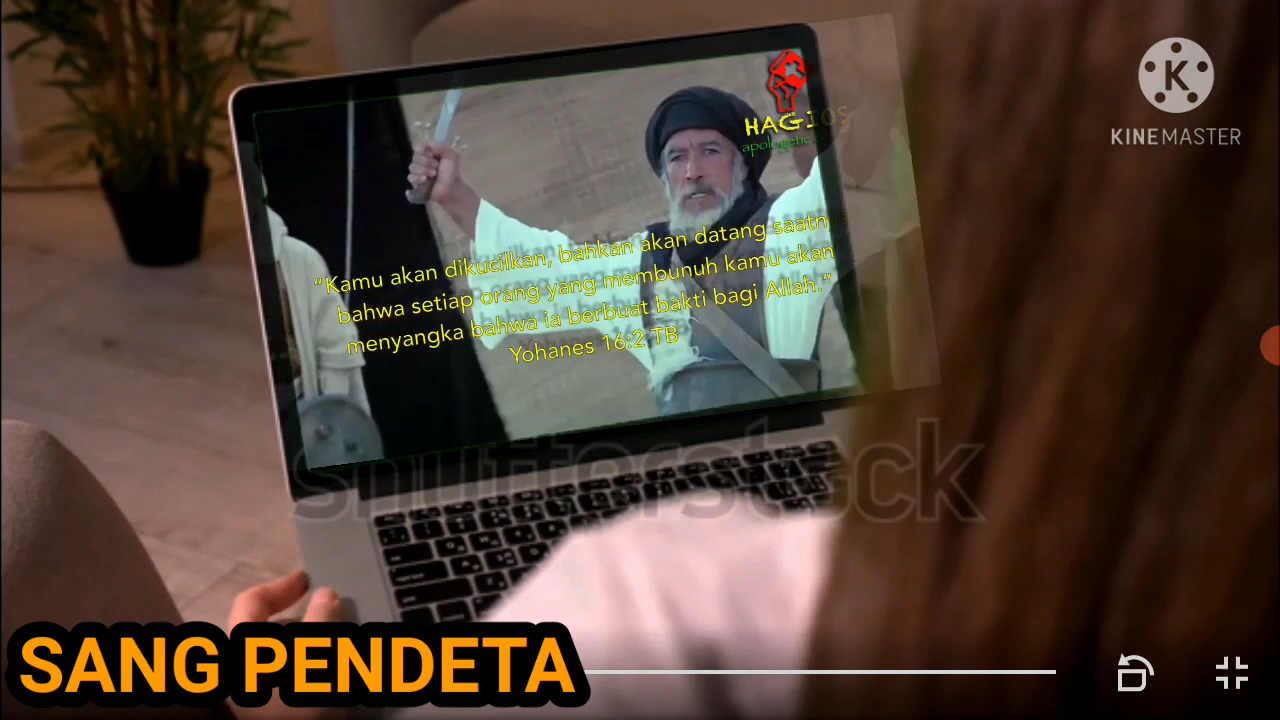 KINEMASTER
HAGIOS
apologetic
"Kamu akan dikucilkan, bahkan akan datang saatnya
bahwa setiap orang yang membunuh kamu akan
menyangka bahwa ia berbuat bakti bagi Allah."
Yohanes 16:2 TB
shutterstock
SANG PENDETA